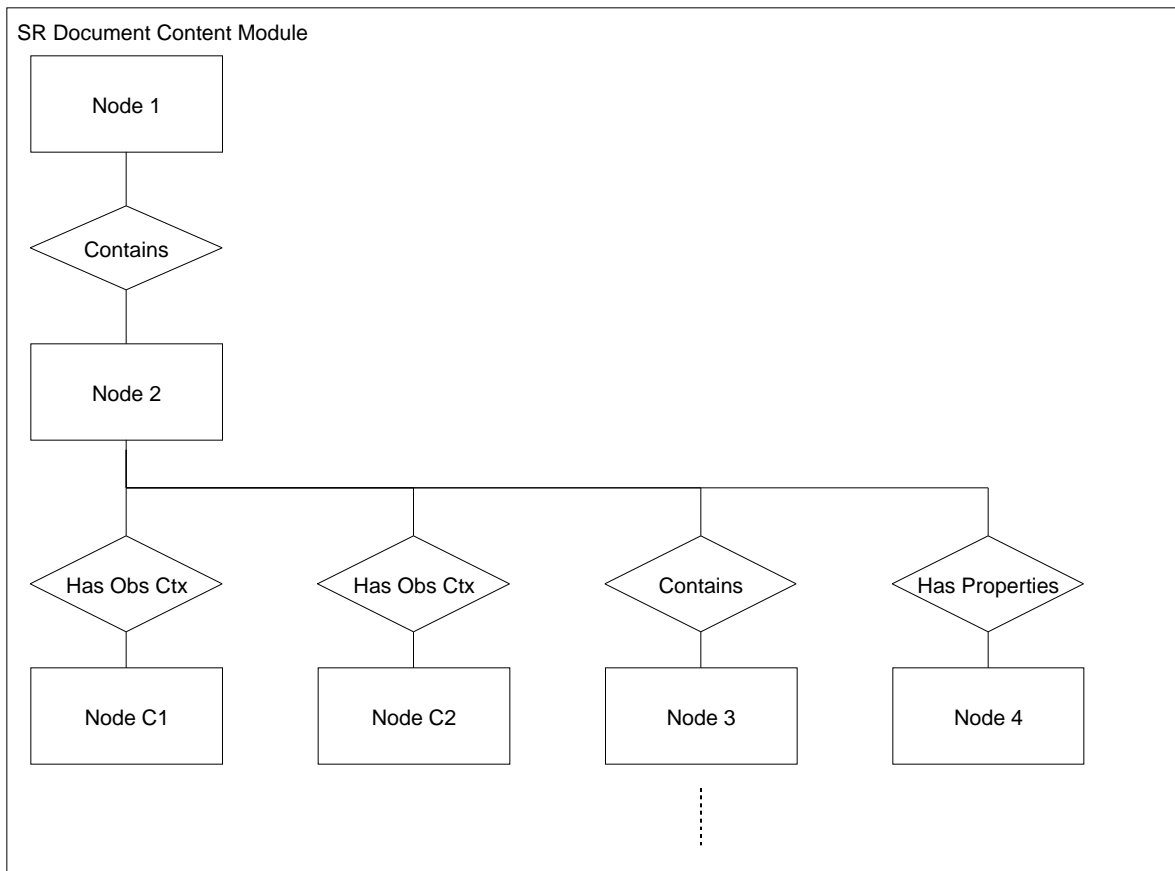 SR Document Content Module
Node 1
Contains
Node 2
Has Obs Ctx
Has Obs Ctx
Contains
Has Properties
Node C1
Node C2
Node 3
Node 4